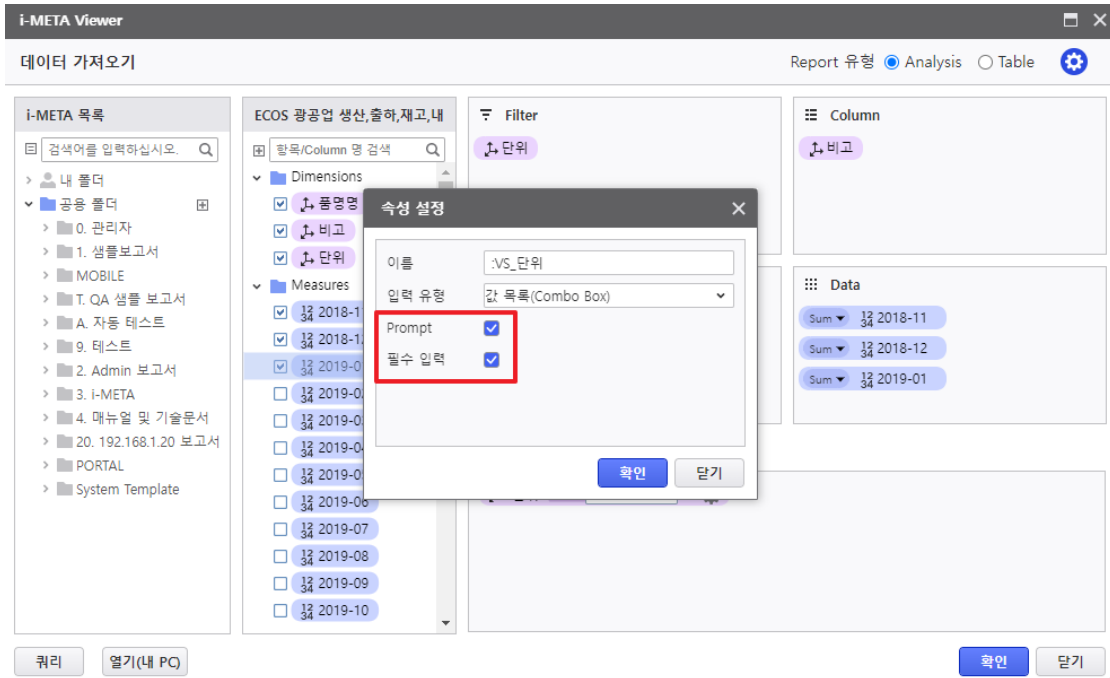 i-META Viewer
데이터 가져오기
Report 유형 Analysis Table
i-META 목록
검색어를 입력하십시오.
내 폴더
공용 폴더
0. 관리자
1. 샘플보고서
MOBILE
T. QA 샘플 보고서
A. 자동 테스트
9. 테스트
2. Admin 보고서
3. i-META
4. 매뉴얼 및 기술문서
20. 192.168.1.20 보고서
PORTAL
System Template
ECOS 광공업 생산,출하,재고,내
항목/Column 명 검색
Dimensions
품명명
비고
단위
Measures
2018-1
2018-1
2019-0
2019-0
2019-0
2019-0
2019-0
2019-06
2019-07
2019-08
2019-09
2019-10
Filter
단위
Column
비고
Data
Sum 2018-11
Sum 2018-12
Sum 2019-01
속성 설정
이름 :VS_단위
입력 유형 값 목록(Combo Box)
Prompt
필수 입력
확인 닫기
쿼리 열기(내 PC)
확인 닫기